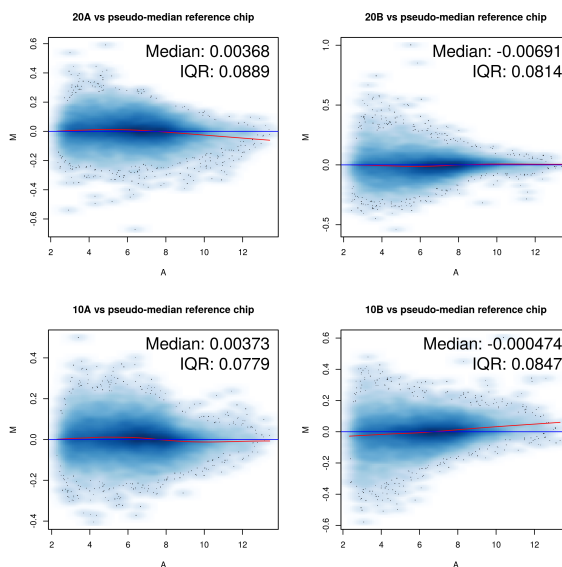 20A vs pseudo-median reference chip
Median: 0.00368
IQR: 0.0889
M
0.6
0.4
0.2
0.0
-0.2
-0.4
-0.6
2 4 6 8 10 12
A
20B vs pseudo-median reference chip
Median: -0.00691
IQR: 0.0814
M
1.0
0.5
0.0
-0.5
2 4 6 8 10 12
A
10A vs pseudo-median reference chip
Median: 0.00373
IQR: 0.0779
M
0.4
0.2
0.0
-0.2
-0.4
2 4 6 8 10 12
A
10B vs pseudo-median reference chip
Median: -0.000474
IQR: 0.0847
M
0.6
0.4
0.2
0.0
-0.2
-0.4
-0.6
2 4 6 8 10 12
A